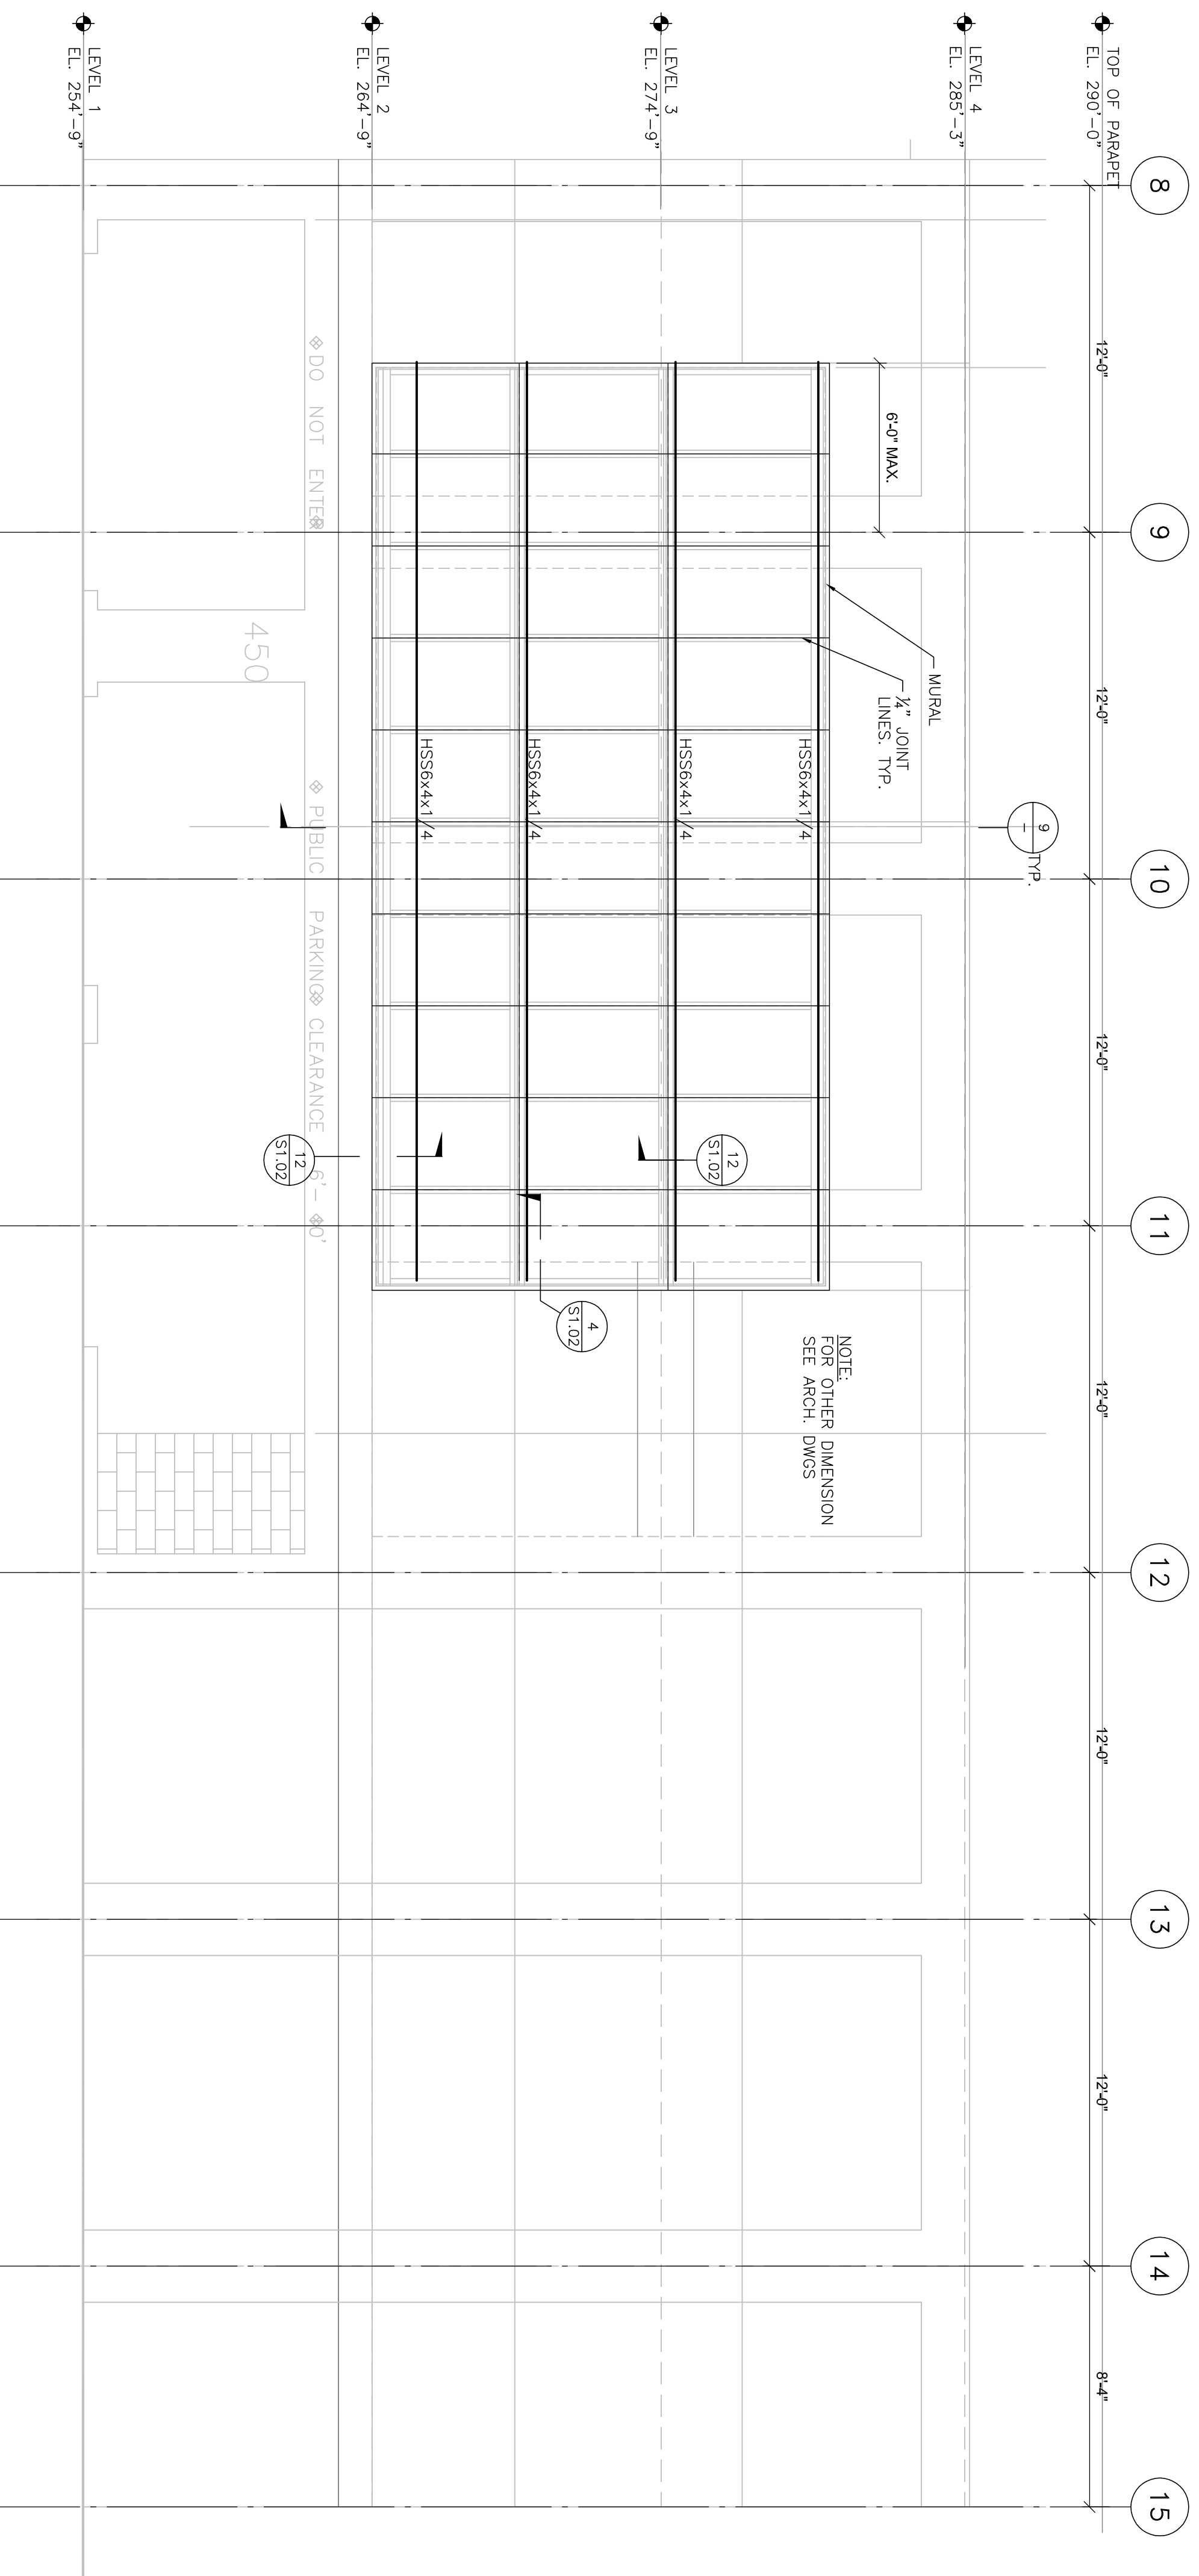 8
9
10
11
12
13
14
15
12'-0"
12'-0"
12'-0"
12'-0"
12'-0"
12'-0"
8'-4"
TOP OF PARAPET
EL. 290'-0"
LEVEL 4
EL. 285'-3"
LEVEL 3
EL. 274'-9"
LEVEL 2
EL. 264'-9"
LEVEL 1
EL. 254'-9"
9
–
TYP.
6'-0" MAX.
MURAL
¼" JOINT
LINES. TYP.
HSS6x4x1/4
HSS6x4x1/4
HSS6x4x1/4
HSS6x4x1/4
NOTE:
FOR OTHER DIMENSION
SEE ARCH. DWGS
12
S1.02
4
S1.02
12
S1.02
DO NOT ENTER
PUBLIC PARKING CLEARANCE 6'-0'
450